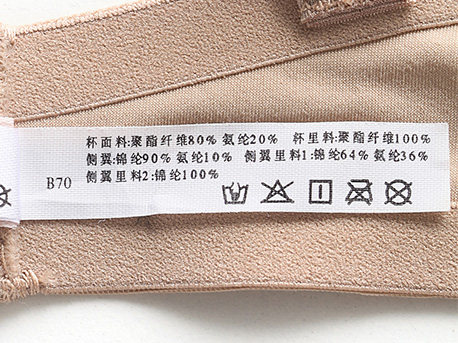 杯面料:聚酯纤维80% 氨纶20% 杯里料:聚酯纤维100%
侧翼:锦纶90% 氨纶10% 侧翼里料1:锦纶64% 氨纶36%
B70 侧翼里料2:锦纶100%